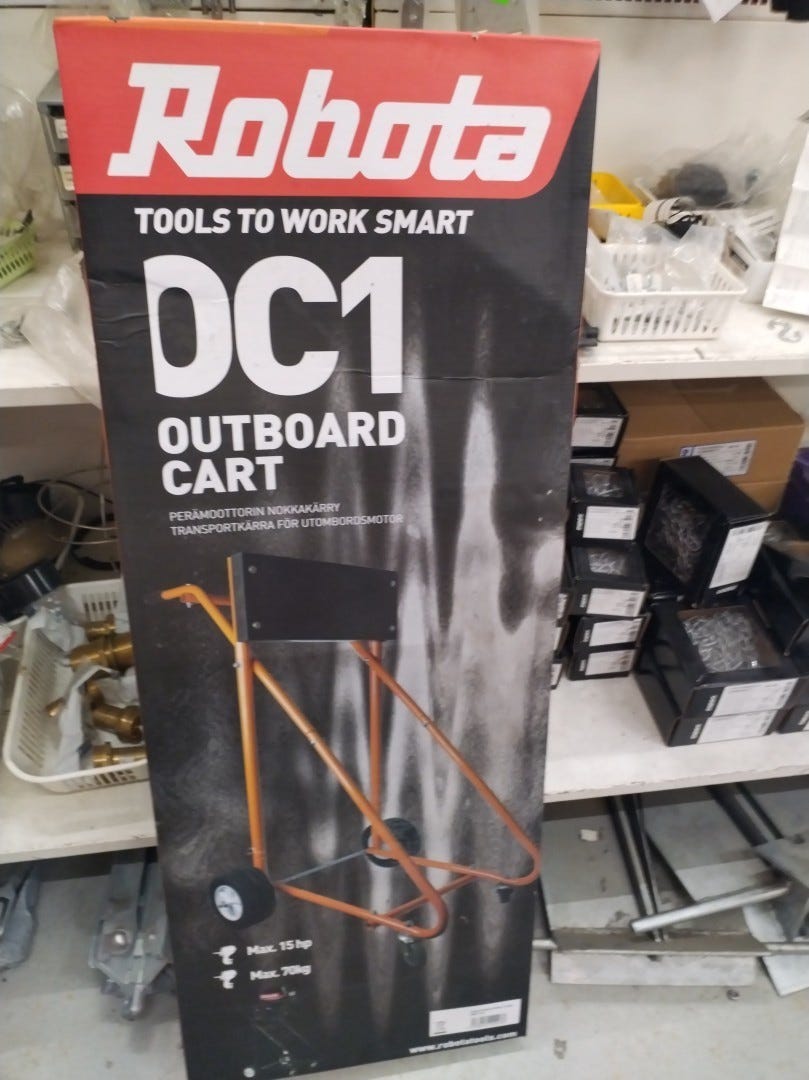 Robota
TOOLS TO WORK SMART
OC1
OUTBOARD
CART
PERÄMOOTTORIN NOKKAKÄRRY
TRANSPORTKÄRRA FÖR UTOMBORDSMOTOR
Max. 15 hp
Max. 70kg
www.robotatools.com